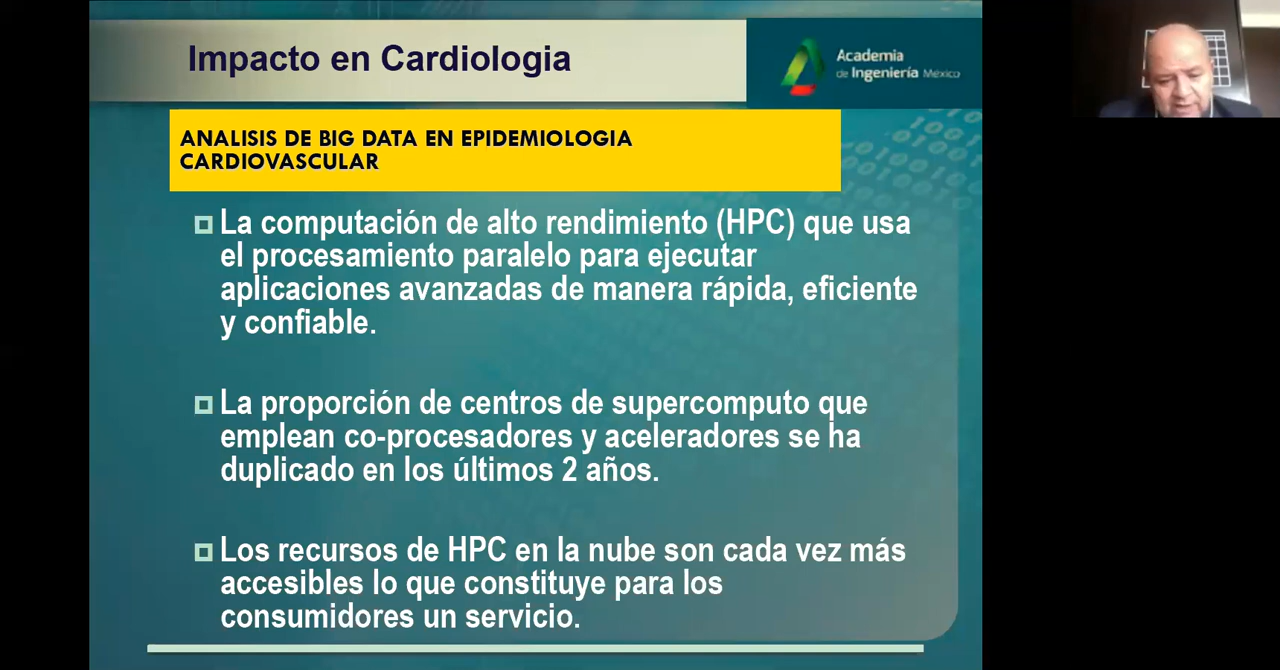 Impacto en Cardiologia
Academia
de Ingeniería México
ANALISIS DE BIG DATA EN EPIDEMIOLOGIA
CARDIOVASCULAR
La computación de alto rendimiento (HPC) que usa
el procesamiento paralelo para ejecutar
aplicaciones avanzadas de manera rápida, eficiente
y confiable.
La proporción de centros de supercomputo que
emplean co-procesadores y aceleradores se ha
duplicado en los últimos 2 años.
Los recursos de HPC en la nube son cada vez más
accesibles lo que constituye para los
consumidores un servicio.